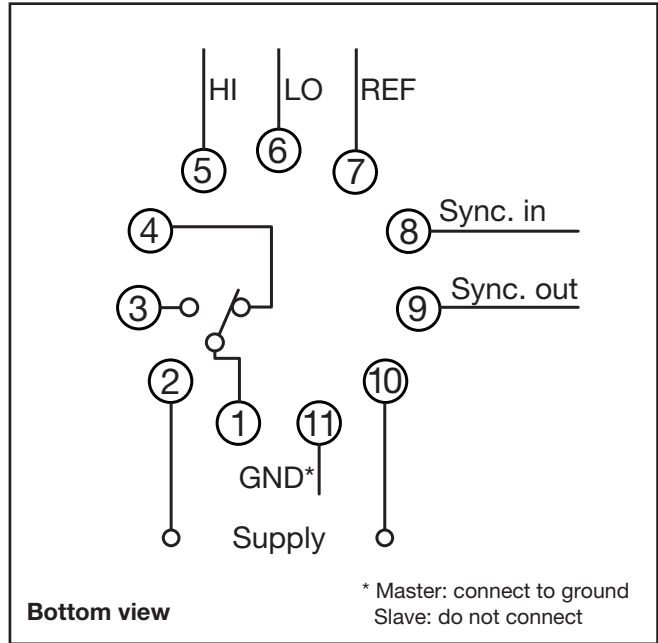 HI LO REF
5 6 7
4 8 Sync. in
3 9 Sync. out
2 10
1 11
GND*
Supply
* Master: connect to ground
Bottom view Slave: do not connect